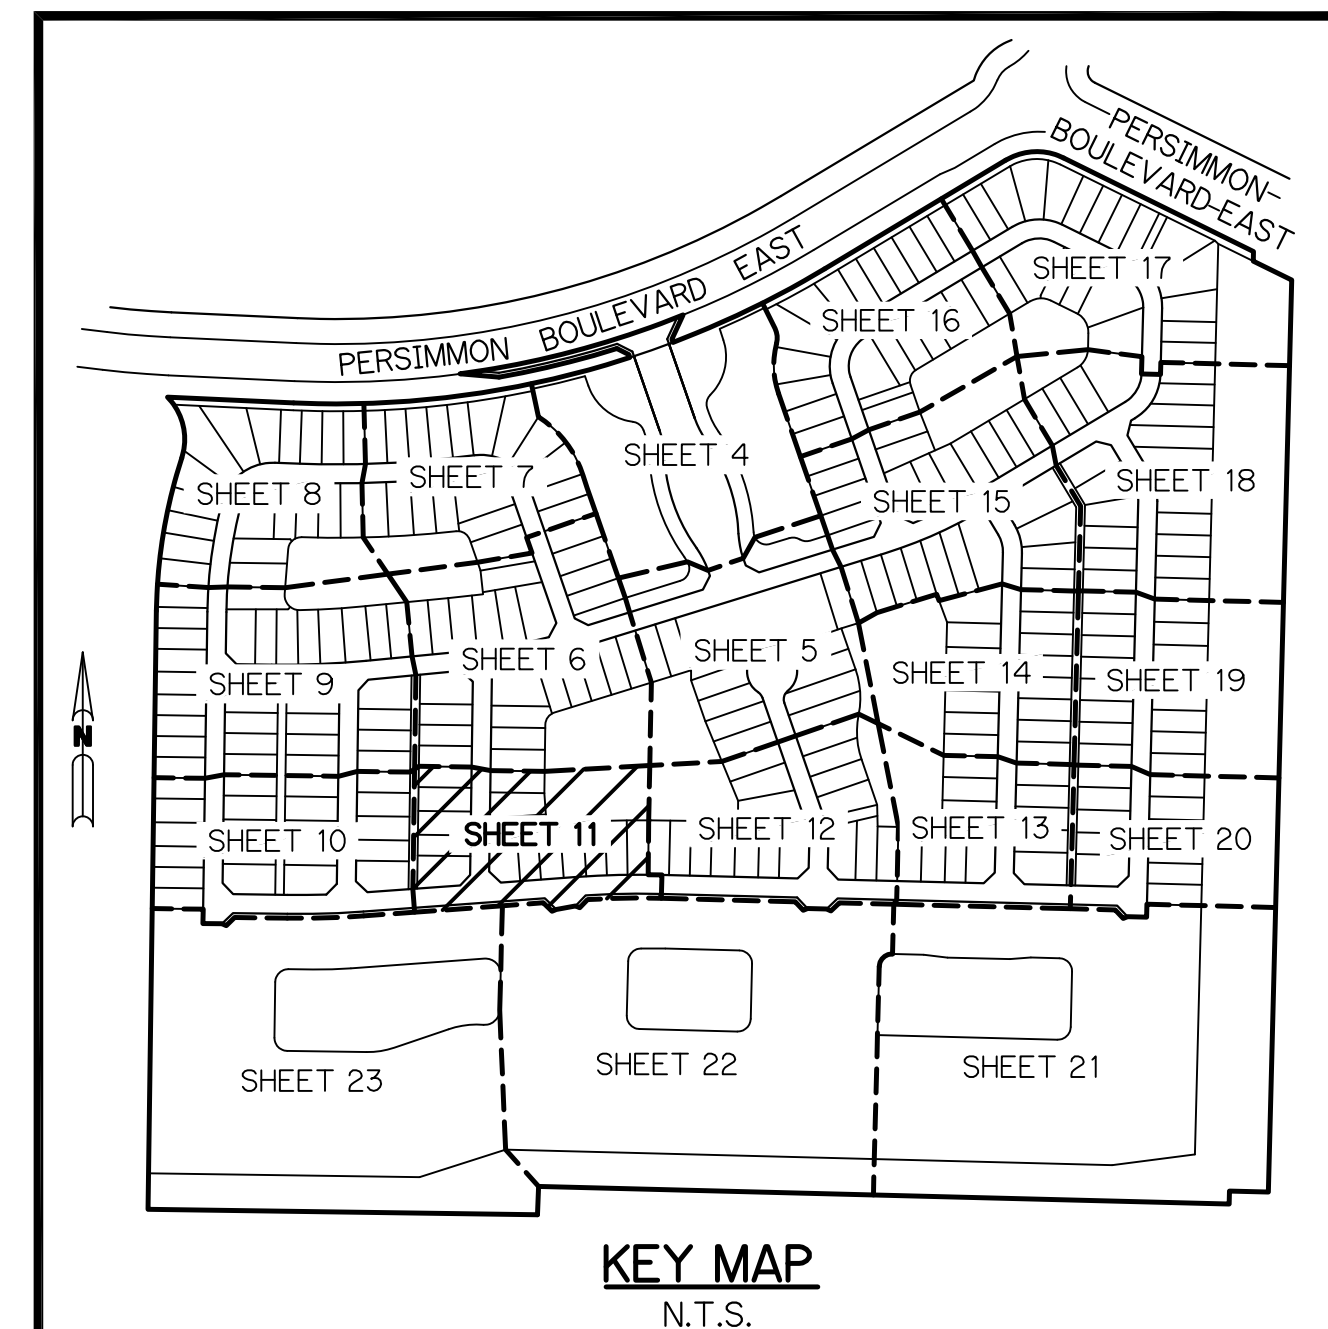 PERSIMMON-
BOULEVARD-EAST
PERSIMMON BOULEVARD EAST
SHEET 17
SHEET 16
SHEET 4
SHEET 7
SHEET 8
SHEET 15
SHEET 18
SHEET 5
SHEET 6
SHEET 14
SHEET 19
SHEET 9
N
SHEET 10
SHEET 11
SHEET 12
SHEET 13
SHEET 20
SHEET 23
SHEET 22
SHEET 21
KEY MAP
N.T.S.